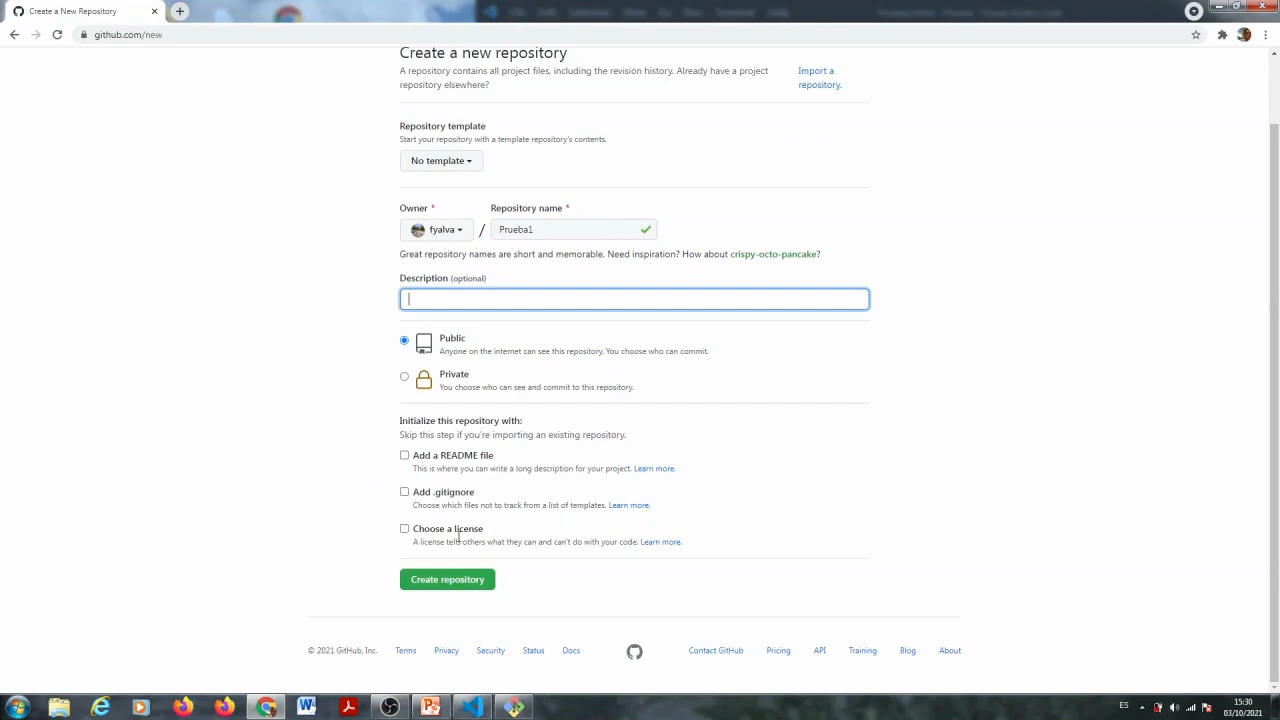 Create a New Repository
github.com/new
Create a new repository
A repository contains all project files, including the revision history. Already have a project
repository elsewhere?
Import a
repository.
Repository template
Start your repository with a template repository's contents.
No template
Owner *
Repository name *
fyalva
/
Prueba1
Great repository names are short and memorable. Need inspiration? How about crispy-octo-pancake?
Description (optional)
Public
Anyone on the internet can see this repository. You choose who can commit.
Private
You choose who can see and commit to this repository.
Initialize this repository with:
Skip this step if you're importing an existing repository.
Add a README file
This is where you can write a long description for your project. Learn more.
Add .gitignore
Choose which files not to track from a list of templates. Learn more.
Choose a license
A license tells others what they can and can't do with your code. Learn more.
Create repository
© 2021 GitHub, Inc.
Terms
Privacy
Security
Status
Docs
Contact GitHub
Pricing
API
Training
Blog
About
ES
15:30
03/10/2021